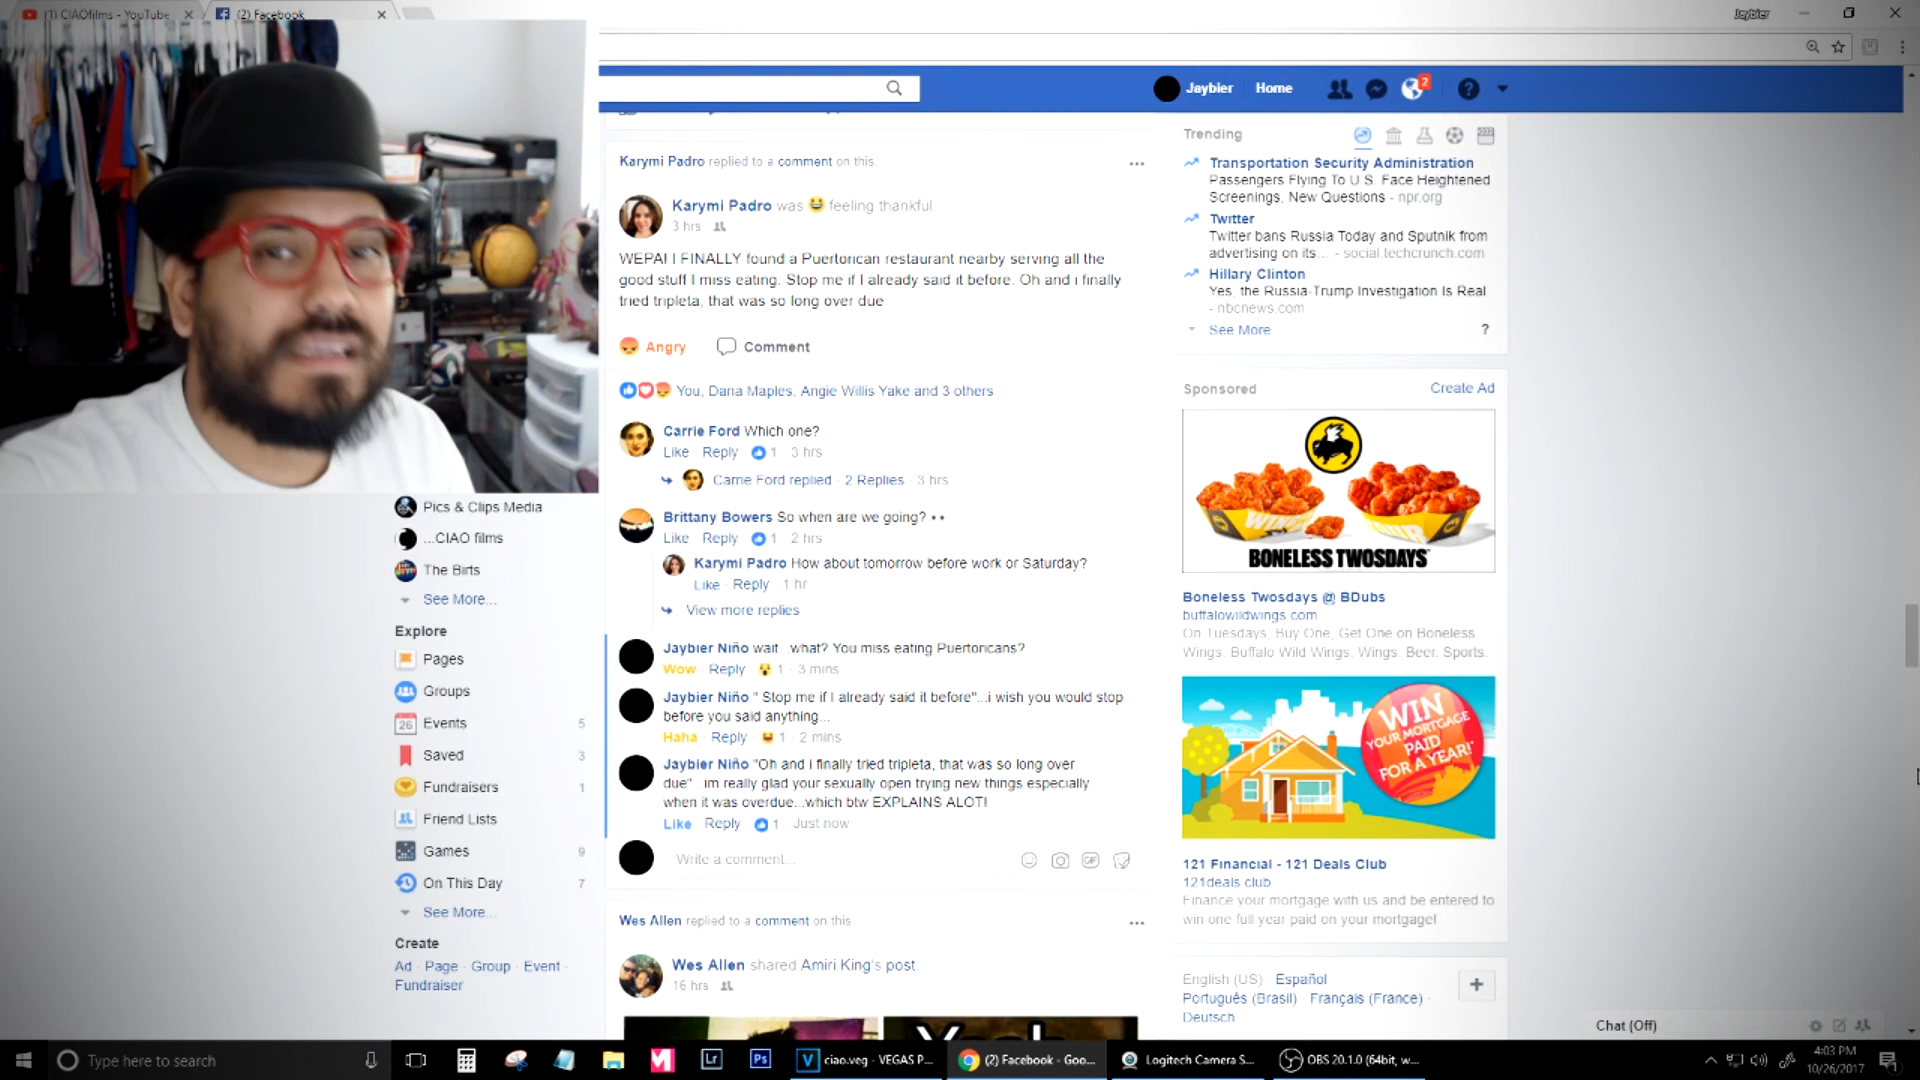 (1) CIAOfilms - YouTube
(2) Facebook
Jaybier
Jaybier
Home
2
Karymi Padro replied to a comment on this.
Karymi Padro was feeling thankful.
3 hrs
WEPA! I FINALLY found a Puertorican restaurant nearby serving all the
good stuff I miss eating. Stop me if I already said it before. Oh and i finally
tried tripleta, that was so long over due
Angry
Comment
You, Dana Maples, Angie Willis Yake and 3 others
Carrie Ford Which one?
Like · Reply · 1 · 3 hrs
Carrie Ford replied · 2 Replies · 3 hrs
Brittany Bowers So when are we going?
Like · Reply · 1 · 2 hrs
Karymi Padro How about tomorrow before work or Saturday?
Like · Reply · 1 hr
View more replies
Jaybier Niño wait.. what? You miss eating Puertoricans?
Wow · Reply · 1 · 3 mins
Jaybier Niño " Stop me if I already said it before"...i wish you would stop
before you said anything...
Haha · Reply · 1 · 2 mins
Jaybier Niño "Oh and i finally tried tripleta, that was so long over
due" . im really glad your sexually open trying new things especially
when it was overdue...which btw EXPLAINS ALOT!
Like · Reply · 1 · Just now
Write a comment...
Wes Allen replied to a comment on this.
Wes Allen shared Amiri King's post.
16 hrs
Yeah
Pics & Clips Media
...CIAO films
The Birts
See More...
Explore
Pages
Groups
26 Events 5
Saved 3
Fundraisers 1
Friend Lists
Games 9
On This Day 7
See More...
Create
Ad · Page · Group · Event ·
Fundraiser
Trending
Transportation Security Administration
Passengers Flying To U.S. Face Heightened
Screenings, New Questions - npr.org
Twitter
Twitter bans Russia Today and Sputnik from
advertising on its... - social.techcrunch.com
Hillary Clinton
Yes, the Russia-Trump Investigation Is Real
- nbcnews.com
See More
?
Sponsored
Create Ad
BONELESS TWOSDAYS
Boneless Twosdays @ BDubs
buffalowildwings.com
On Tuesdays, Buy One, Get One on Boneless
Wings. Buffalo Wild Wings. Wings. Beer. Sports.
WIN
YOUR MORTGAGE
PAID
FOR A YEAR!*
121 Financial - 121 Deals Club
121deals.club
Finance your mortgage with us and be entered to
win one full year paid on your mortgage!
English (US) · Español ·
Português (Brasil) · Français (France) ·
Deutsch
Chat (Off)
Type here to search
Lr
Ps
V
ciao.veg - VEGAS P...
(2) Facebook - Goo...
Logitech Camera S...
OBS 20.1.0 (64bit, w...
4:03 PM
10/26/2017